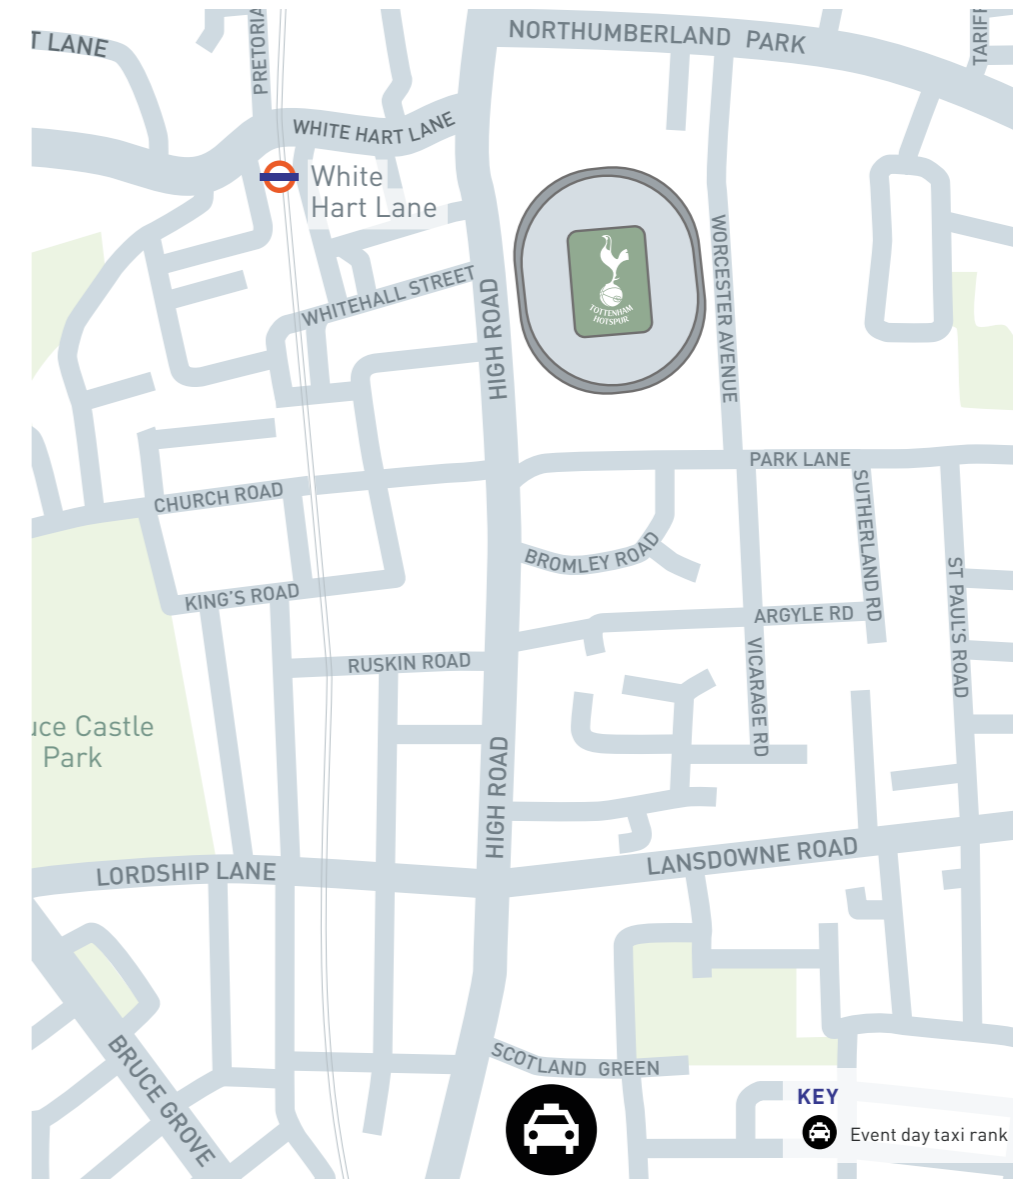 NORTHUMBERLAND PARK
T LANE
PRETORIA
TARIFF
WHITE HART LANE
White
Hart Lane
WORCESTER AVENUE
TOTTENHAM
HOTSPUR
WHITEHALL STREET
HIGH ROAD
PARK LANE
CHURCH ROAD
SUTHERLAND RD
BROMLEY ROAD
ST PAUL'S ROAD
KING'S ROAD
ARGYLE RD
RUSKIN ROAD
VICARAGE RD
uce Castle
Park
HIGH ROAD
LANSDOWNE ROAD
LORDSHIP LANE
BRUCE GROVE
SCOTLAND GREEN
KEY
Event day taxi rank